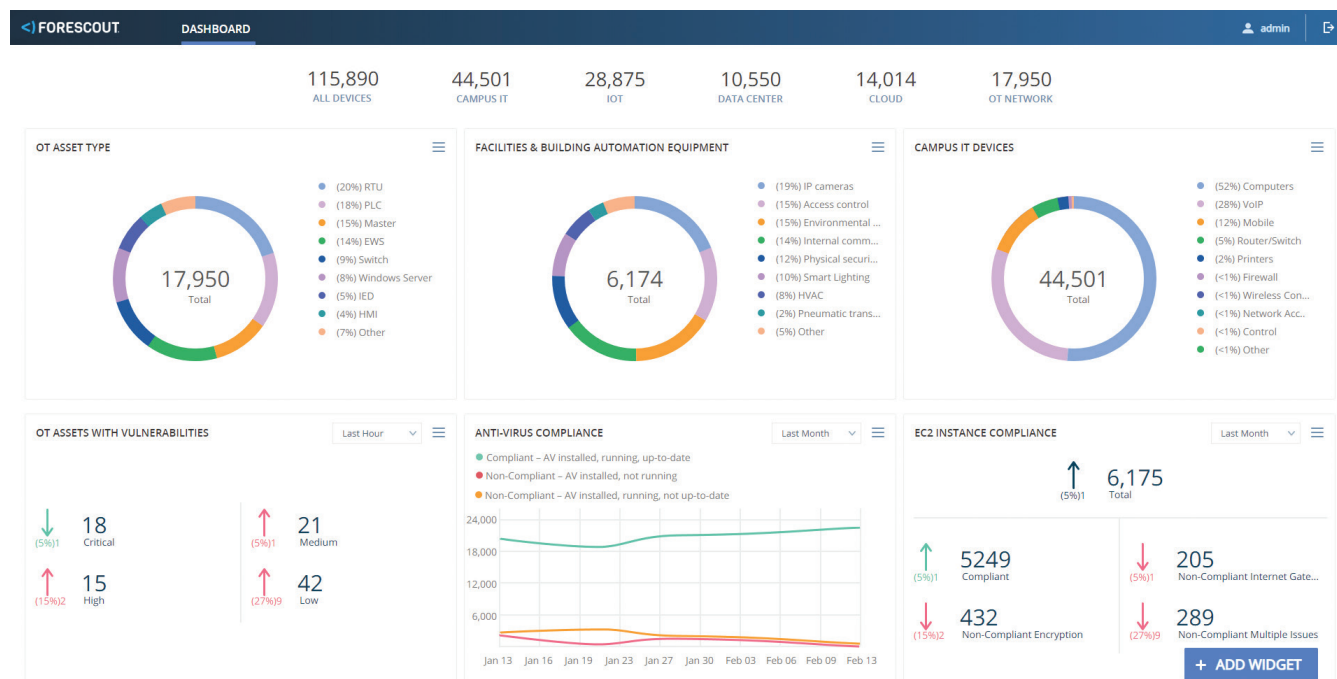 FORESCOUT
DASHBOARD
admin
115,890
ALL DEVICES
44,501
CAMPUS IT
28,875
IOT
10,550
DATA CENTER
14,014
CLOUD
17,950
OT NETWORK
OT ASSET TYPE
17,950
Total
(20%) RTU
(18%) PLC
(15%) Master
(14%) EWS
(9%) Switch
(8%) Windows Server
(5%) IED
(4%) HMI
(7%) Other
FACILITIES & BUILDING AUTOMATION EQUIPMENT
6,174
Total
(19%) IP cameras
(15%) Access control
(15%) Environmental ...
(14%) Internal comm...
(12%) Physical securi...
(10%) Smart Lighting
(8%) HVAC
(2%) Pneumatic trans...
(5%) Other
CAMPUS IT DEVICES
44,501
Total
(52%) Computers
(28%) VoIP
(12%) Mobile
(5%) Router/Switch
(2%) Printers
(<1%) Firewall
(<1%) Wireless Con...
(<1%) Network Acc..
(<1%) Control
(<1%) Other
OT ASSETS WITH VULNERABILITIES
Last Hour
(5%)1
18
Critical
(5%)1
21
Medium
(15%)2
15
High
(27%)9
42
Low
ANTI-VIRUS COMPLIANCE
Last Month
Compliant – AV installed, running, up-to-date
Non-Compliant – AV installed, not running
Non-Compliant – AV installed, running, not up-to-date
24,000
18,000
12,000
6,000
Jan 13 Jan 16 Jan 19 Jan 23 Jan 27 Jan 30 Feb 03 Feb 06 Feb 09 Feb 13
EC2 INSTANCE COMPLIANCE
Last Month
(5%)1
6,175
Total
(5%)1
5249
Compliant
(5%)1
205
Non-Compliant Internet Gate...
(15%)2
432
Non-Compliant Encryption
(27%)9
289
Non-Compliant Multiple Issues
+ ADD WIDGET